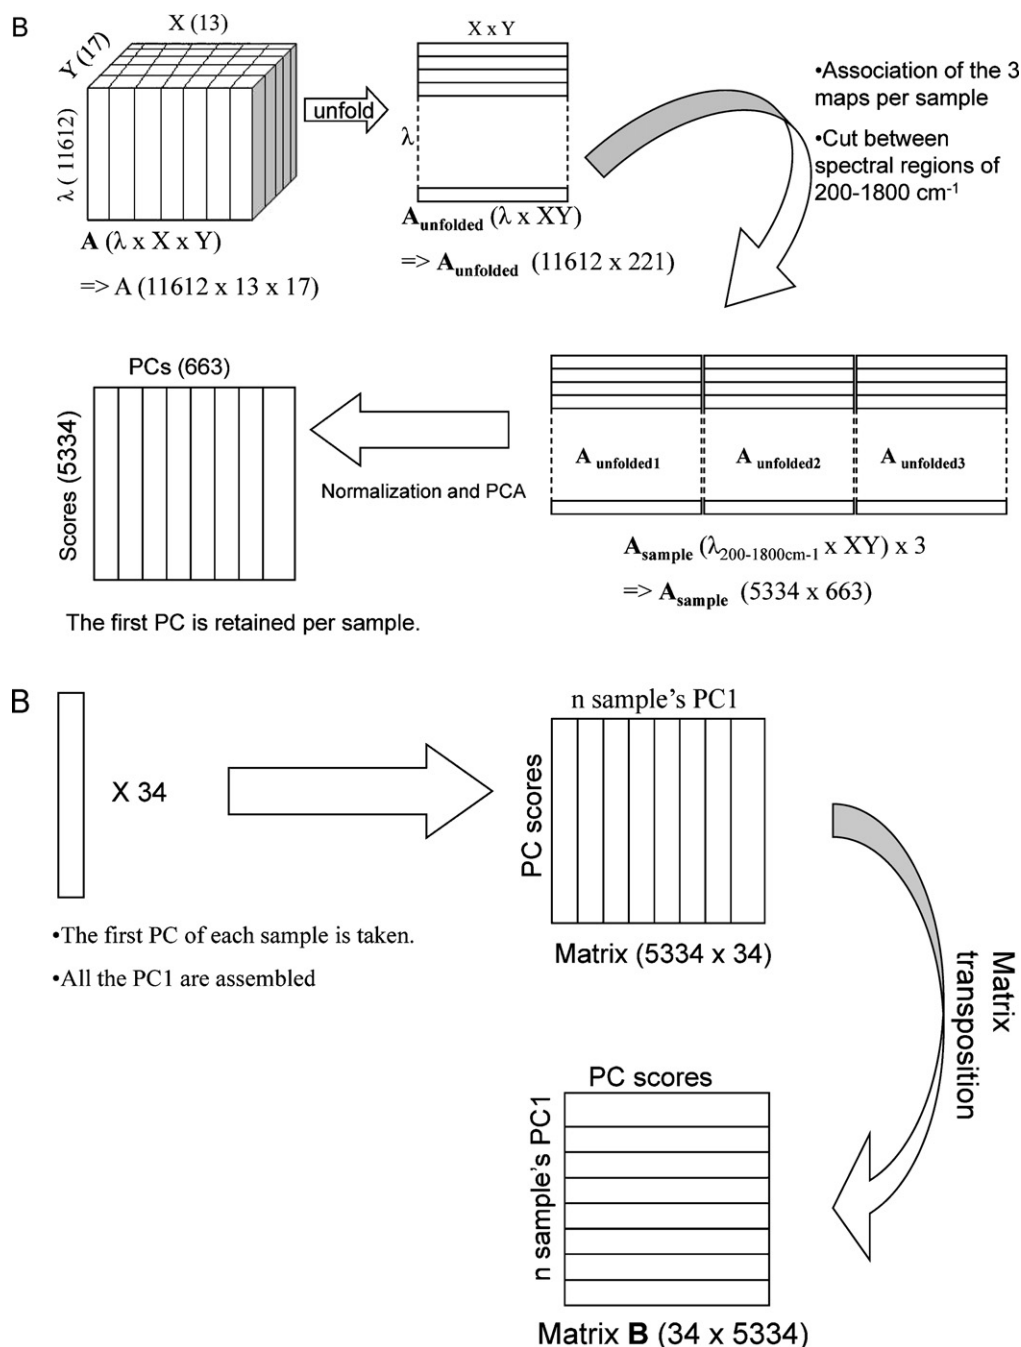 B
X (13)
Y (17)
λ ( 11612)
A (λ x X x Y)
=> A (11612 x 13 x 17)
unfold
X x Y
λ
Aunfolded (λ x XY)
=> Aunfolded (11612 x 221)
•Association of the 3
maps per sample
•Cut between
spectral regions of
200-1800 cm-1
A unfolded1
A unfolded2
A unfolded3
Asample (λ200-1800cm-1 x XY) x 3
=> Asample (5334 x 663)
Normalization and PCA
PCs (663)
Scores (5334)
The first PC is retained per sample.
B
X 34
•The first PC of each sample is taken.
•All the PC1 are assembled
n sample's PC1
PC scores
Matrix (5334 x 34)
Matrix
transposition
PC scores
n sample's PC1
Matrix B (34 x 5334)